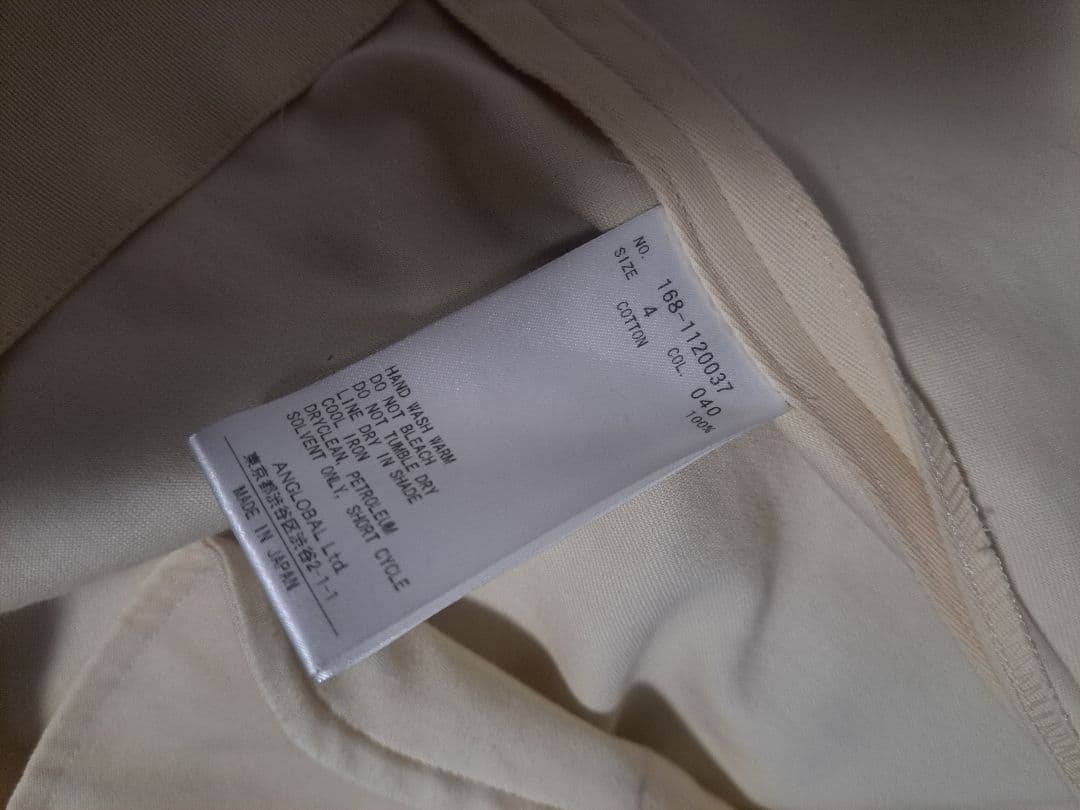 NO. 168-1120037
SIZE 4 COL. 040
COTTON 100%
HAND WASH WARM
DO NOT BLEACH
DO NOT TUMBLE DRY
LINE DRY IN SHADE
COOL IRON
DRYCLEAN, PETROLEUM
SOLVENT ONLY, SHORT CYCLE
ANGLOBAL Ltd.
東京都渋谷区渋谷2-1-1
MADE IN JAPAN